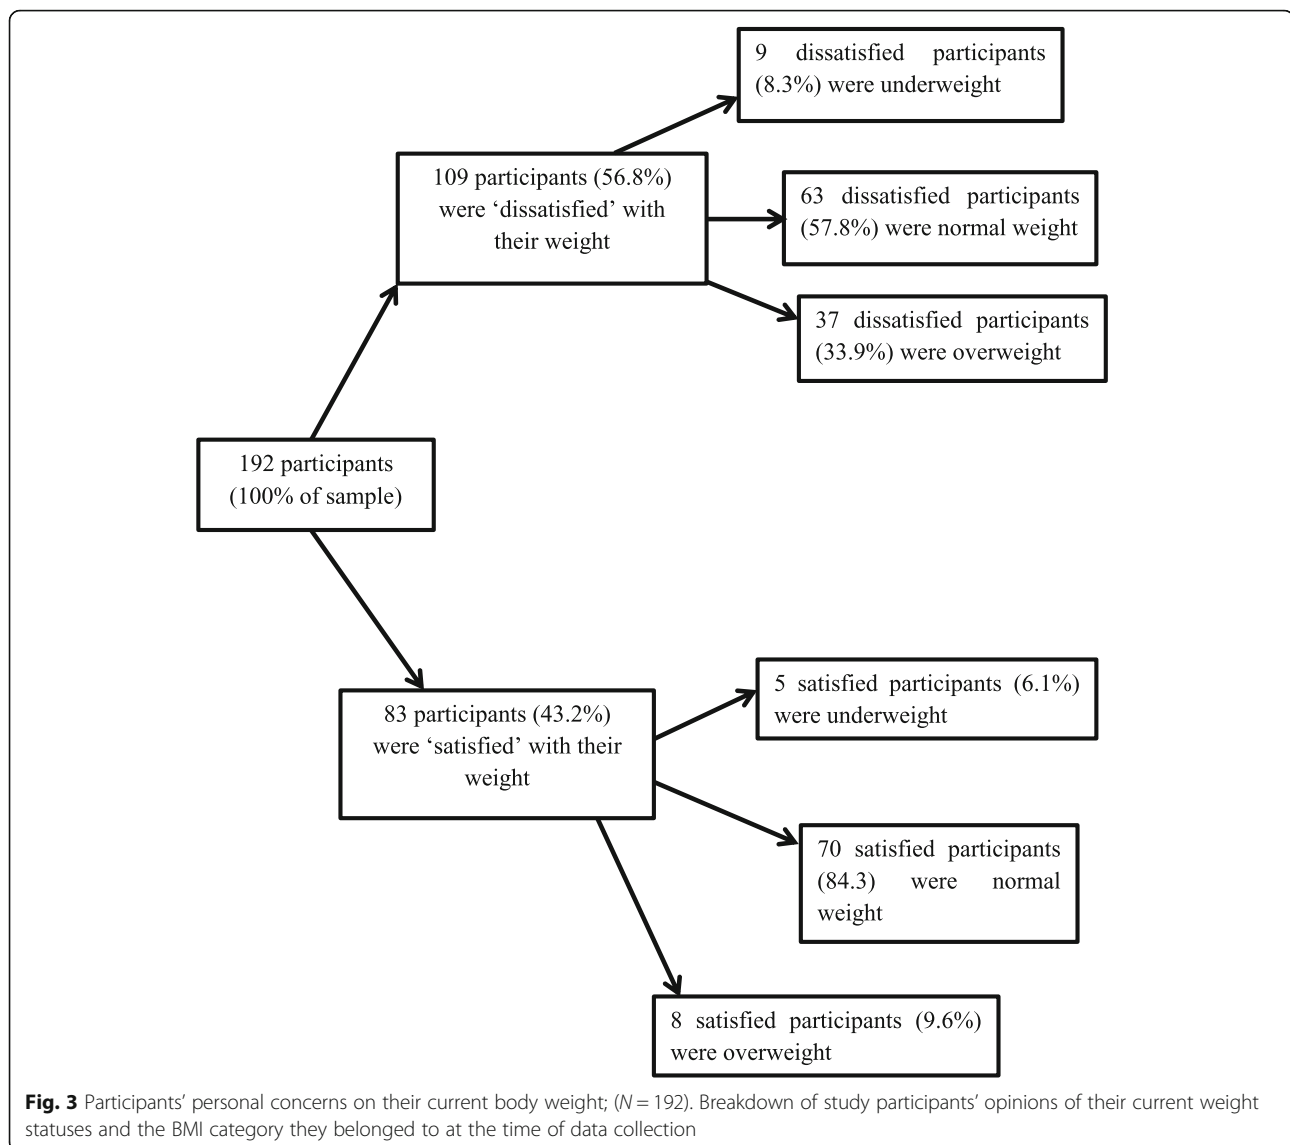 9 dissatisfied participants
(8.3%) were underweight
109 participants (56.8%)
were ‘dissatisfied’ with
their weight
63 dissatisfied participants
(57.8%) were normal weight
37 dissatisfied participants
(33.9%) were overweight
192 participants
(100% of sample)
5 satisfied participants (6.1%)
were underweight
83 participants (43.2%)
were ‘satisfied’ with their
weight
70 satisfied participants
(84.3) were normal
weight
8 satisfied participants (9.6%)
were overweight
Fig. 3 Participants’ personal concerns on their current body weight; (N = 192). Breakdown of study participants’ opinions of their current weight
statuses and the BMI category they belonged to at the time of data collection